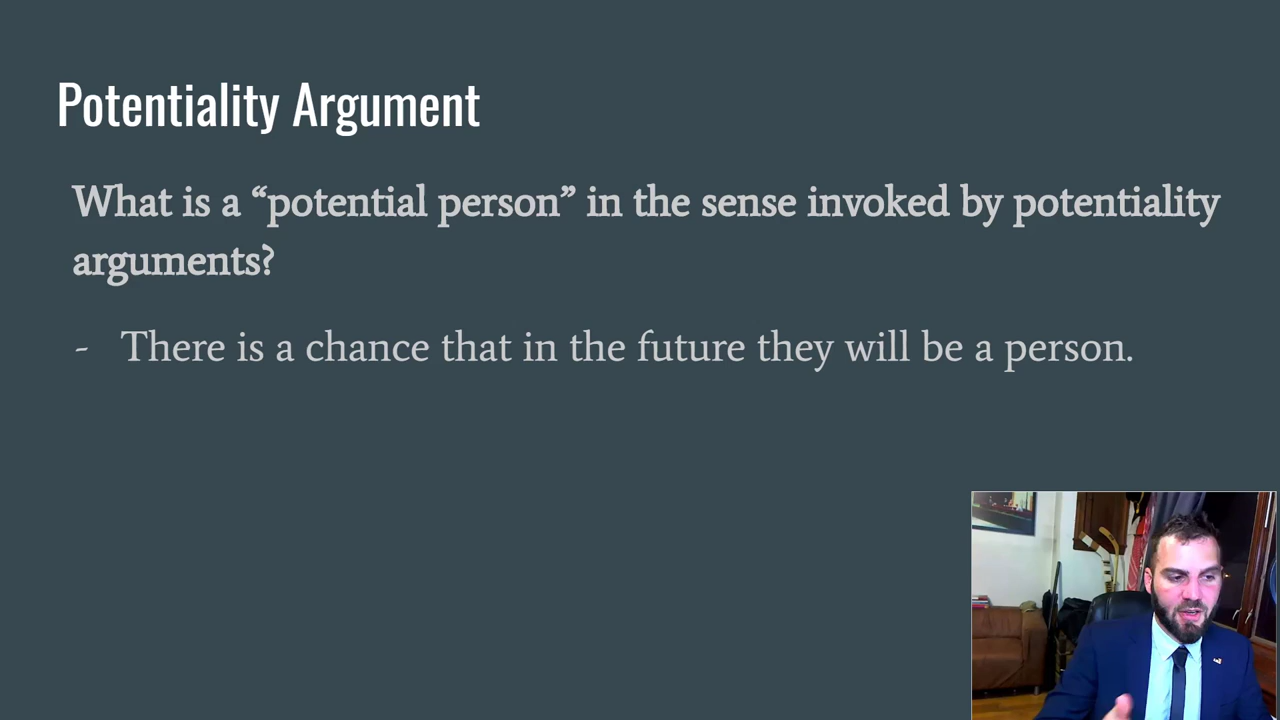 Potentiality Argument
What is a “potential person” in the sense invoked by potentiality
arguments?
- There is a chance that in the future they will be a person.